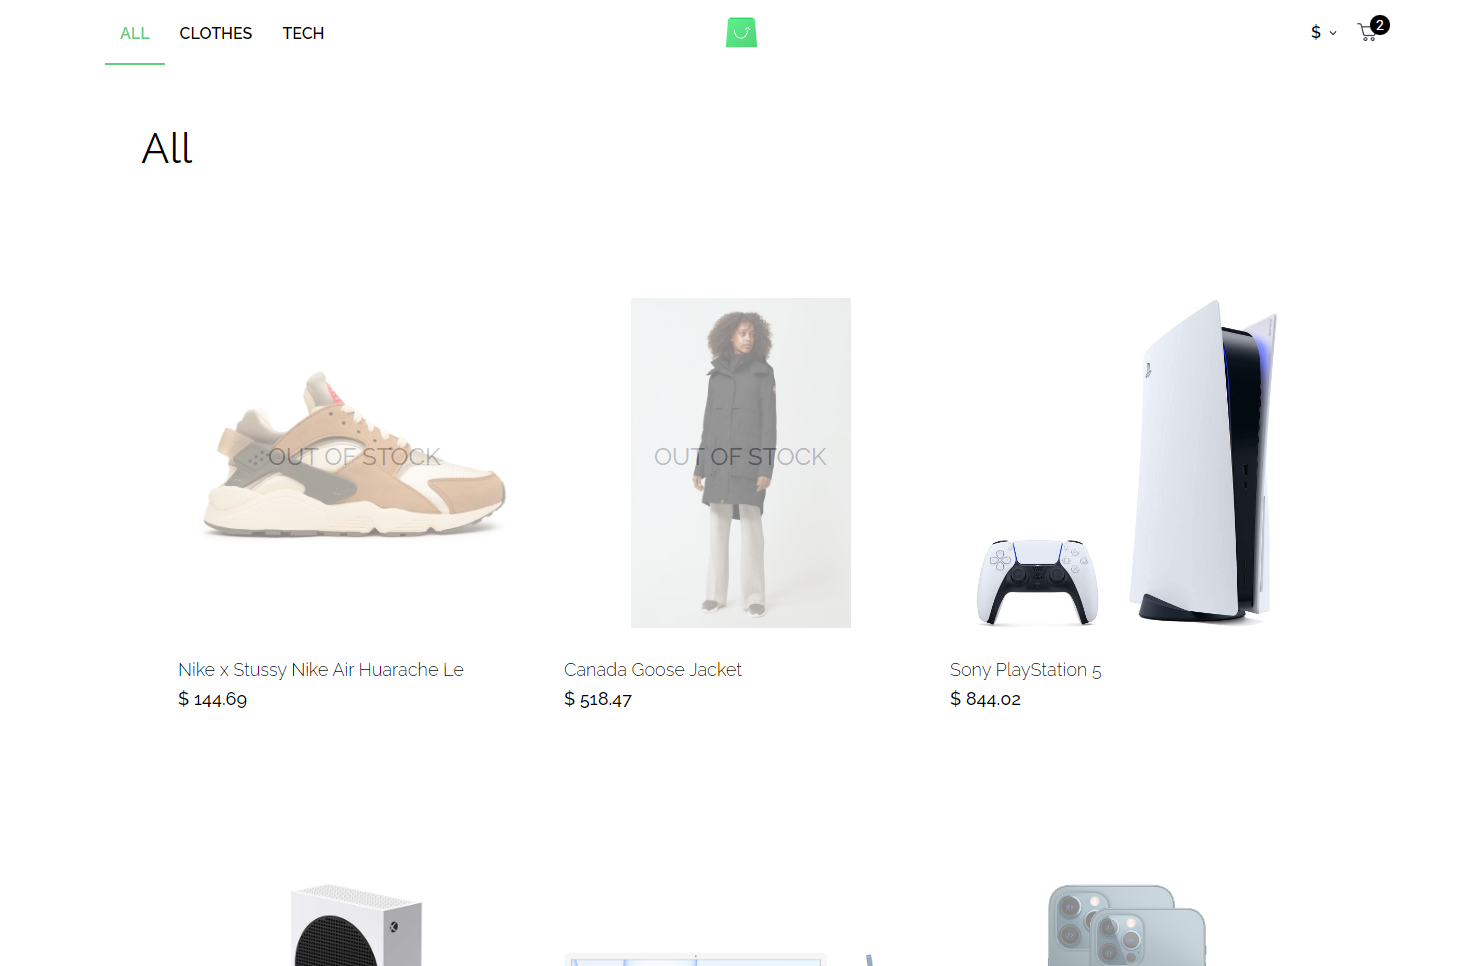 ALL CLOTHES TECH
$ 2
All
OUT OF STOCK
OUT OF STOCK
Nike x Stussy Nike Air Huarache Le
$ 144.69
Canada Goose Jacket
$ 518.47
Sony PlayStation 5
$ 844.02